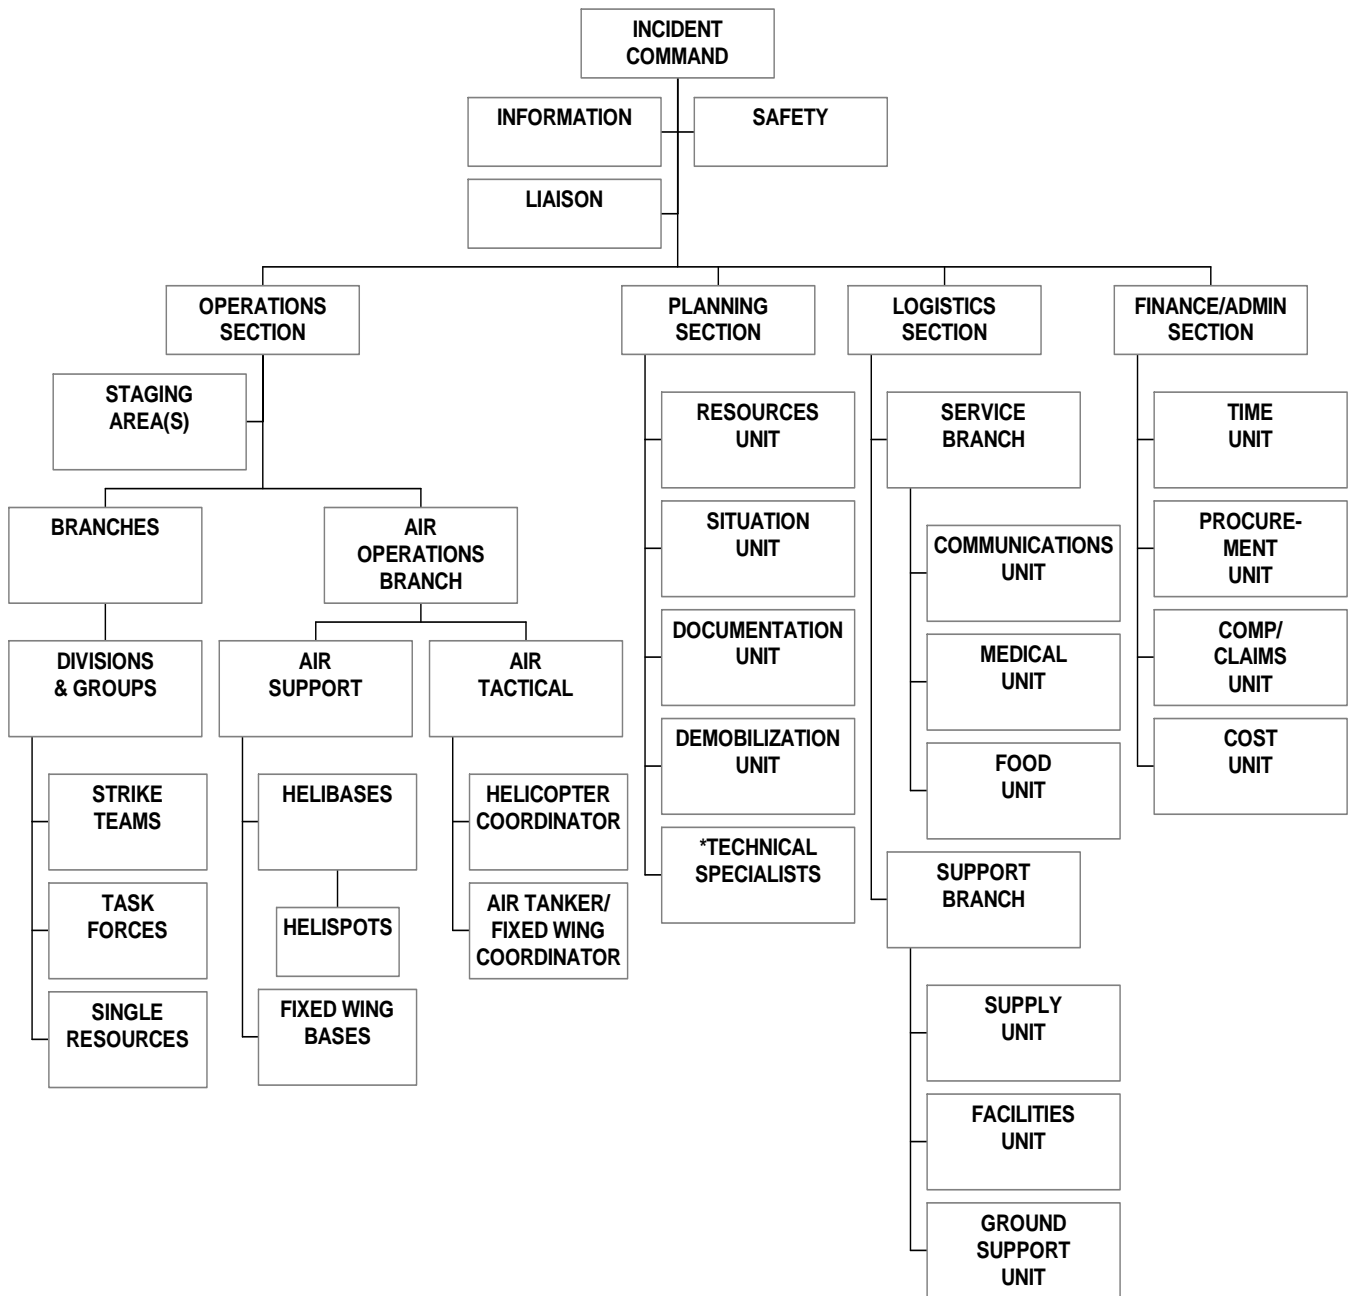 INCIDENT
COMMAND
INFORMATION
SAFETY
LIAISON
OPERATIONS
SECTION
PLANNING
SECTION
LOGISTICS
SECTION
FINANCE/ADMIN
SECTION
STAGING
AREA(S)
BRANCHES
AIR
OPERATIONS
BRANCH
DIVISIONS
& GROUPS
AIR
SUPPORT
AIR
TACTICAL
STRIKE
TEAMS
TASK
FORCES
SINGLE
RESOURCES
HELIBASES
HELISPOTS
FIXED WING
BASES
HELICOPTER
COORDINATOR
AIR TANKER/
FIXED WING
COORDINATOR
RESOURCES
UNIT
SITUATION
UNIT
DOCUMENTATION
UNIT
DEMOBILIZATION
UNIT
*TECHNICAL
SPECIALISTS
SERVICE
BRANCH
COMMUNICATIONS
UNIT
MEDICAL
UNIT
FOOD
UNIT
SUPPORT
BRANCH
SUPPLY
UNIT
FACILITIES
UNIT
GROUND
SUPPORT
UNIT
TIME
UNIT
PROCURE-
MENT
UNIT
COMP/
CLAIMS
UNIT
COST
UNIT